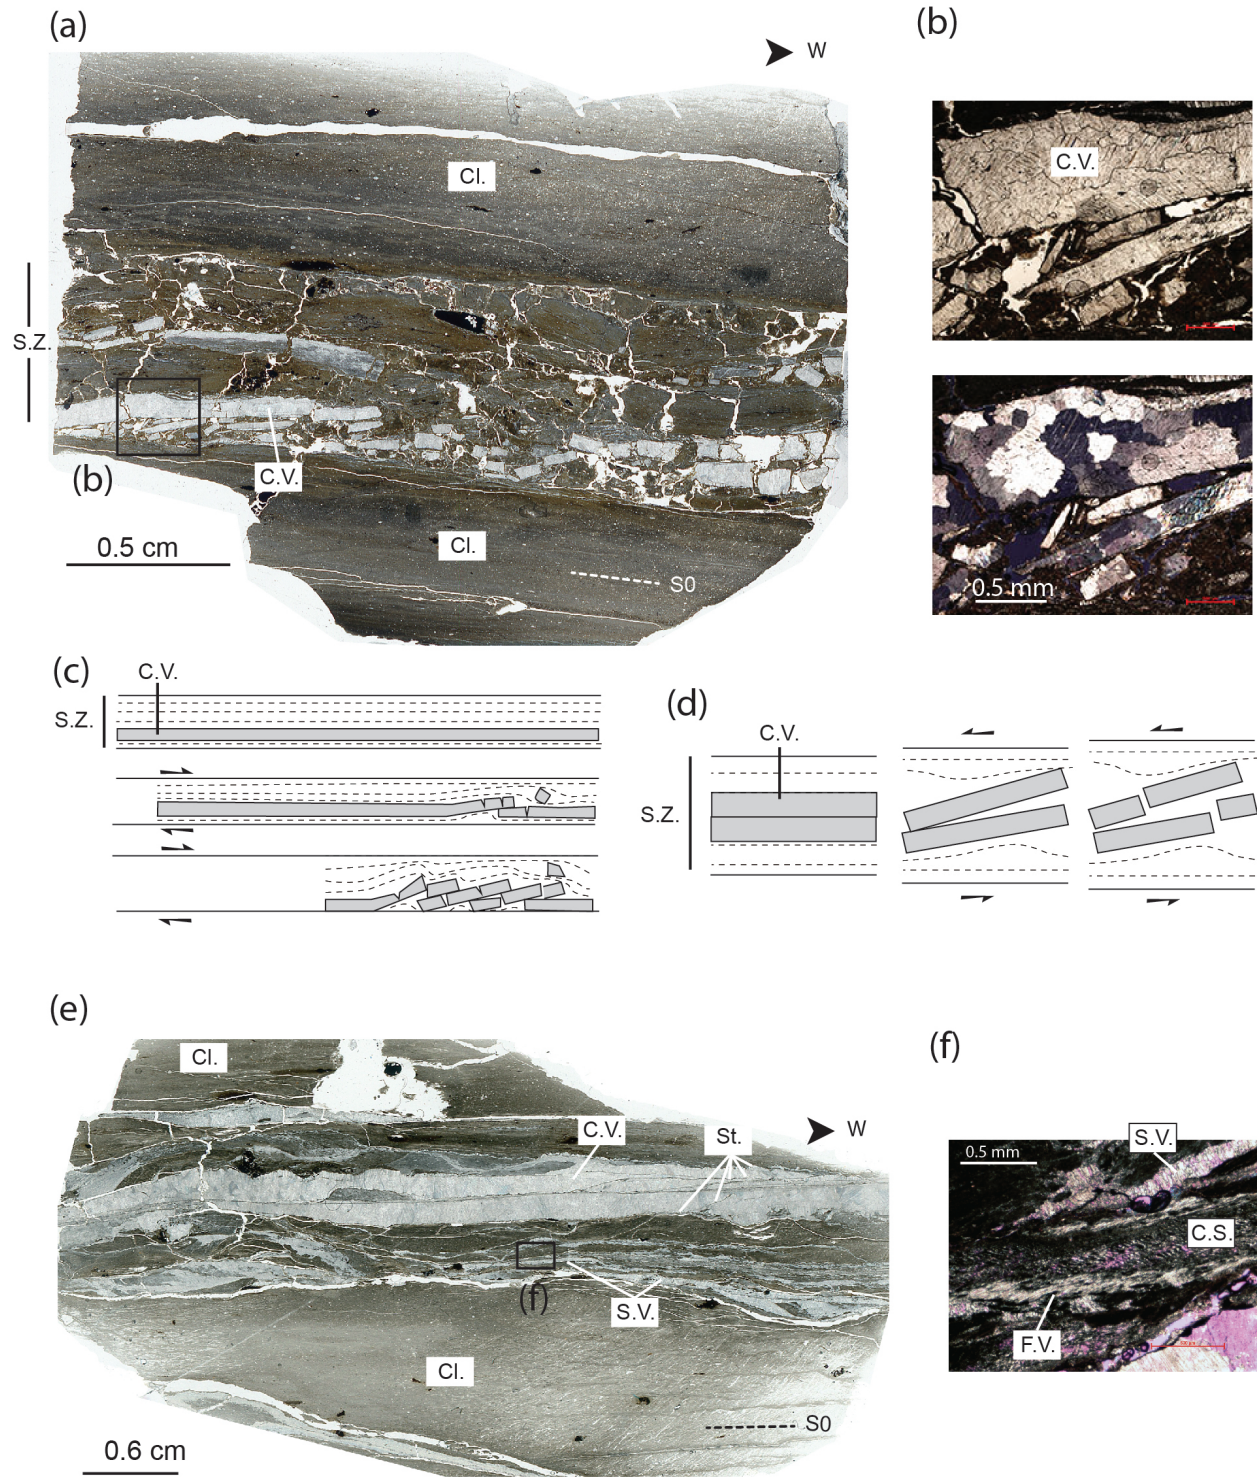 (a)
W
(b)
C.V.
Cl.
S.Z.
C.V.
(b)
0.5 cm
Cl.
S0
0.5 mm
(c)
C.V.
S.Z.
(d)
C.V.
S.Z.
(e)
Cl.
C.V.
St.
W
(f)
0.5 mm
S.V.
C.S.
F.V.
(f)
S.V.
Cl.
S0
0.6 cm